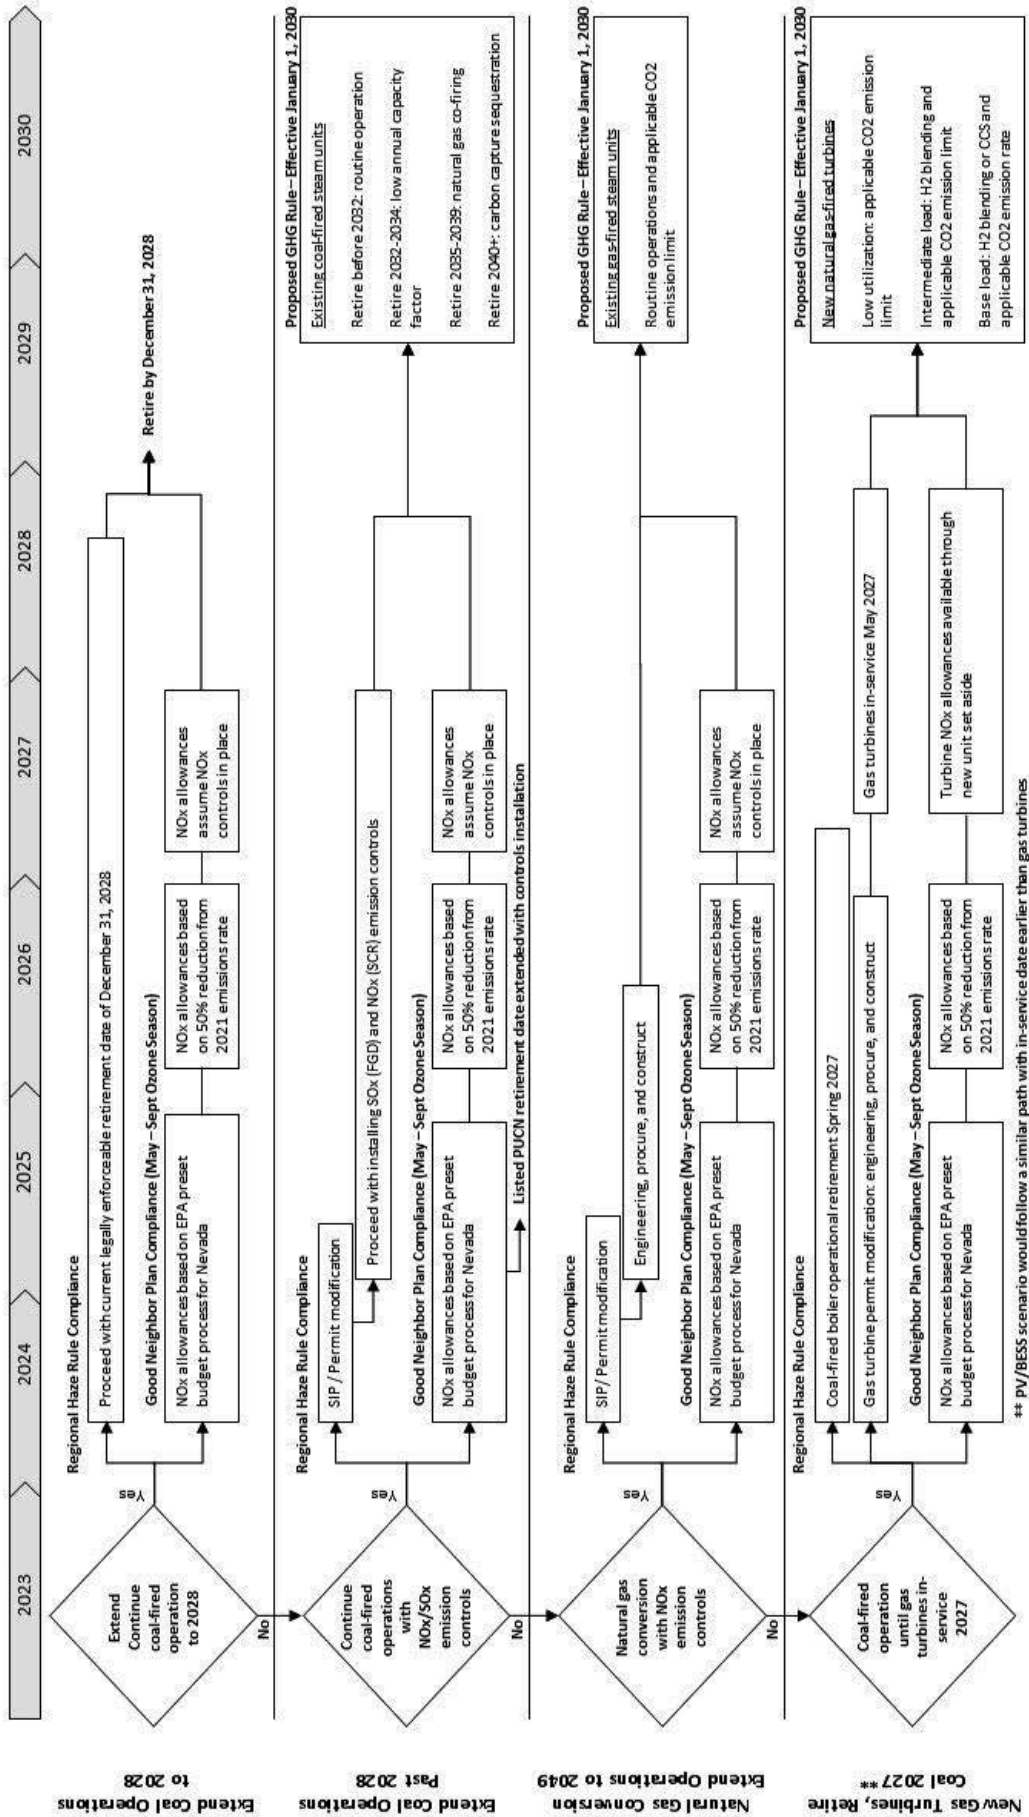 2023
2024
2025
2026
2027
2028
2029
2030
Extend Coal Operations
to 2028
Extend
Continue
coal-fired
operation
to 2028
Yes
No
Regional Haze Rule Compliance
Proceed with current legally enforceable retirement date of December 31, 2028
Good Neighbor Plan Compliance (May – Sept Ozone Season)
NOx allowances based on EPA preset
budget process for Nevada
NOx allowances based
on 50% reduction from
2021 emissions rate
NOx allowances
assume NOx
controls in place
Retire by December 31, 2028
Extend Coal Operations
Past 2028
Continue
coal-fired
operations
with
NOx/SOx
emission
controls
Yes
No
Regional Haze Rule Compliance
SIP / Permit modification
Proceed with installing SOx (FGD) and NOx (SCR) emission controls
Good Neighbor Plan Compliance (May – Sept Ozone Season)
NOx allowances based on EPA preset
budget process for Nevada
NOx allowances based
on 50% reduction from
2021 emissions rate
NOx allowances
assume NOx
controls in place
Listed PUCN retirement date extended with controls installation
Proposed GHG Rule – Effective January 1, 2030
Existing coal-fired steam units
Retire before 2032: routine operation
Retire 2032-2034: low annual capacity
factor
Retire 2035-2039: natural gas co-firing
Retire 2040+: carbon capture sequestration
Natural Gas Conversion
Extend Operations to 2049
Natural gas
conversion
with NOx
emission
controls
Yes
No
Regional Haze Rule Compliance
SIP / Permit modification
Engineering, procure, and construct
Good Neighbor Plan Compliance (May – Sept Ozone Season)
NOx allowances based on EPA preset
budget process for Nevada
NOx allowances based
on 50% reduction from
2021 emissions rate
NOx allowances
assume NOx
controls in place
Proposed GHG Rule – Effective January 1, 2030
Existing gas-fired steam units
Routine operations and applicable CO2
emission limit
New Gas Turbines, Retire
Coal 2027**
Coal-fired
operation
until gas
turbines in-
service
2027
Yes
Regional Haze Rule Compliance
Coal-fired boiler operational retirement Spring 2027
Gas turbine permit modification: engineering, procure, and construct
Gas turbines in-service May 2027
Good Neighbor Plan Compliance (May – Sept Ozone Season)
NOx allowances based on EPA preset
budget process for Nevada
NOx allowances based
on 50% reduction from
2021 emissions rate
Turbine NOx allowances available through
new unit set aside
Proposed GHG Rule – Effective January 1, 2030
New natural gas-fired turbines
Low utilization: applicable CO2 emission
limit
Intermediate load: H2 blending and
applicable CO2 emission limit
Base load: H2 blending or CCS and
applicable CO2 emission rate
** PV/BESS scenario would follow a similar path with in-service date earlier than gas turbines